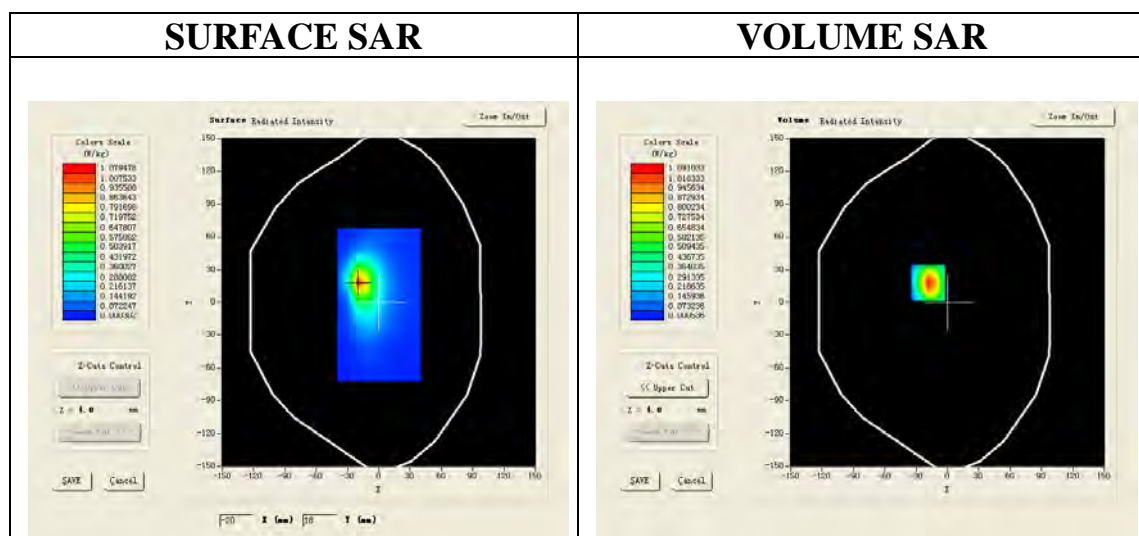 SURFACE SAR
VOLUME SAR
Surface Radiated Intensity
Zoom In/Out
Colors Scale
(W/kg)
1.079478
1.007533
0.935588
0.863643
0.791698
0.719752
0.647807
0.575862
0.503917
0.431972
0.360027
0.288082
0.216137
0.144192
0.072247
150
120
90
60
30
0
-30
-60
-90
-120
-150
-150 -120 -90 -60 -30 0 30 60 90 120 150
Z-Cuts Control
<< Upper Cut
Z = 4.0 mm
SAVE
Cancel
-20 X (mm) 18 Y (mm)
Volume Radiated Intensity
Zoom In/Out
Colors Scale
(W/kg)
0.945634
0.872934
0.800234
0.727534
0.654834
0.582135
0.509435
0.436735
0.364035
0.291335
0.218635
0.145936
0.073236
0.000536
150
120
90
60
30
0
-30
-60
-90
-120
-150
-150 -120 -90 -60 -30 0 30 60 90 120 150
Z-Cuts Control
<< Upper Cut
Z = 4.0 mm
SAVE
Cancel